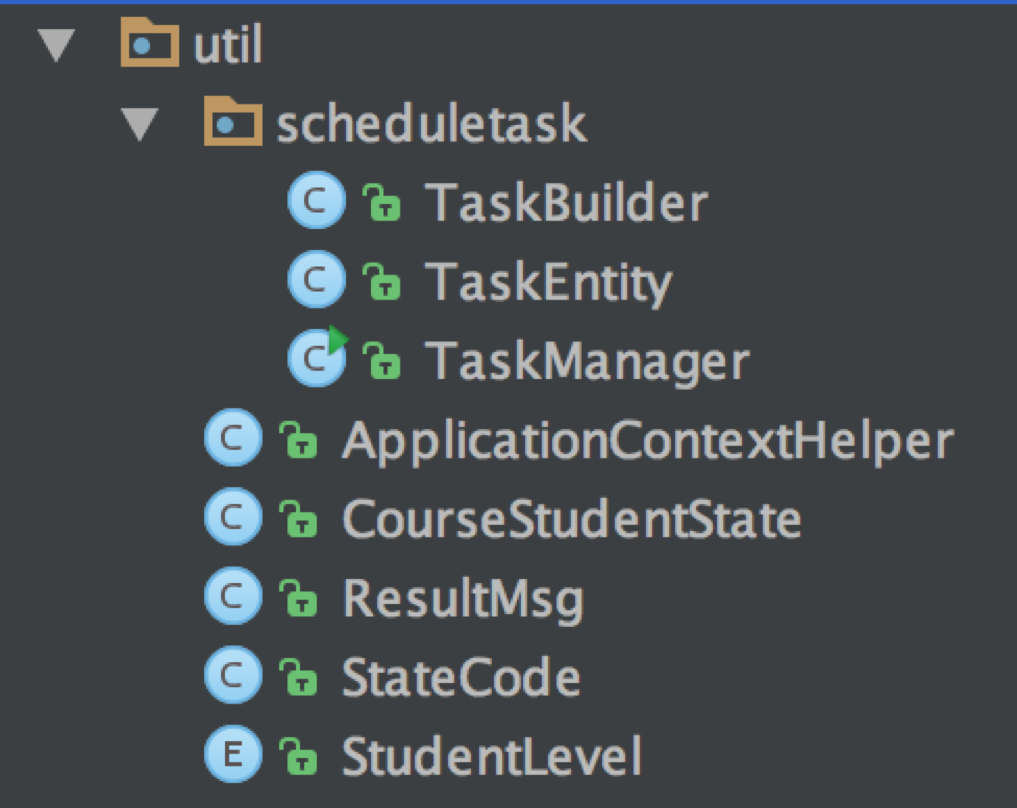 util
scheduletask
C TaskBuilder
C TaskEntity
C TaskManager
C ApplicationContextHelper
C CourseStudentState
C ResultMsg
C StateCode
E StudentLevel